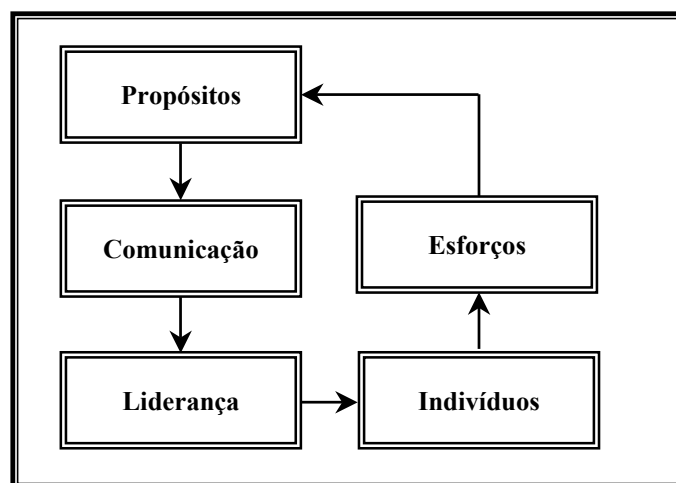 Propósitos
Comunicação
Esforços
Liderança
Indivíduos